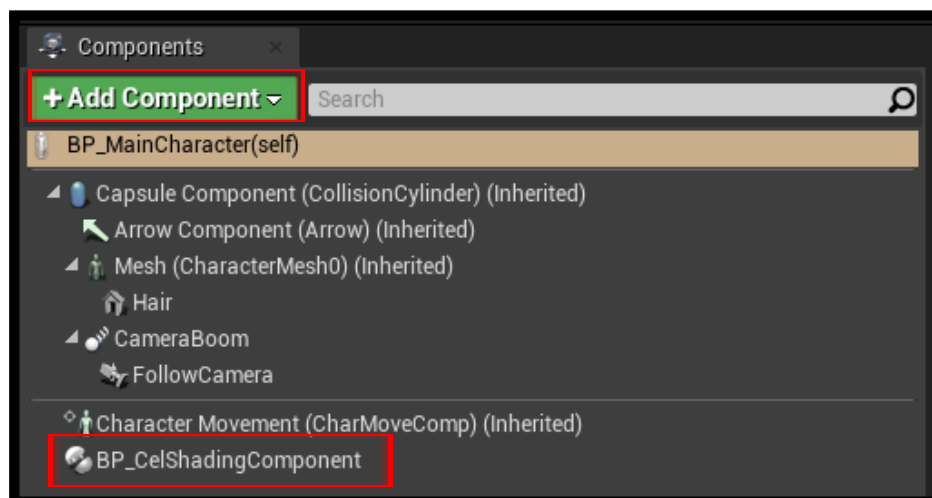 Components
+ Add Component
Search
BP_MainCharacter(self)
Capsule Component (CollisionCylinder) (Inherited)
Arrow Component (Arrow) (Inherited)
Mesh (CharacterMesh0) (Inherited)
Hair
CameraBoom
FollowCamera
Character Movement (CharMoveComp) (Inherited)
BP_CelShadingComponent